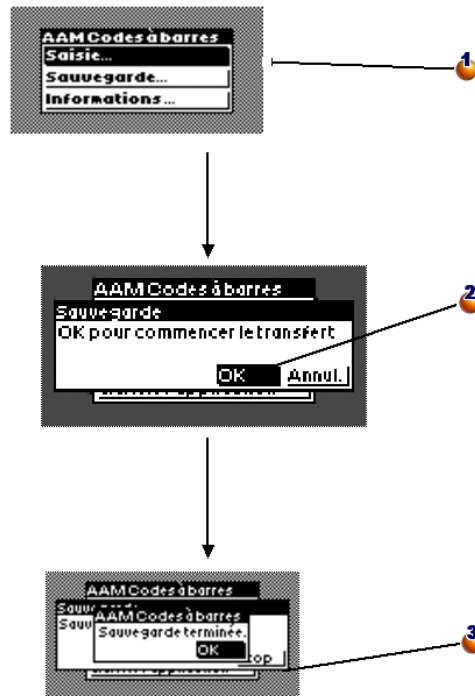 AAM Codes à barres
Saisie...
Sauvegarde...
Informations...
1
AAM Codes à barres
Sauvegarde
OK pour commencer le transfert
OK Annul.
2
AAM Codes à barres
AAM Codes à barres
Sauvegarde terminée.
OK
3